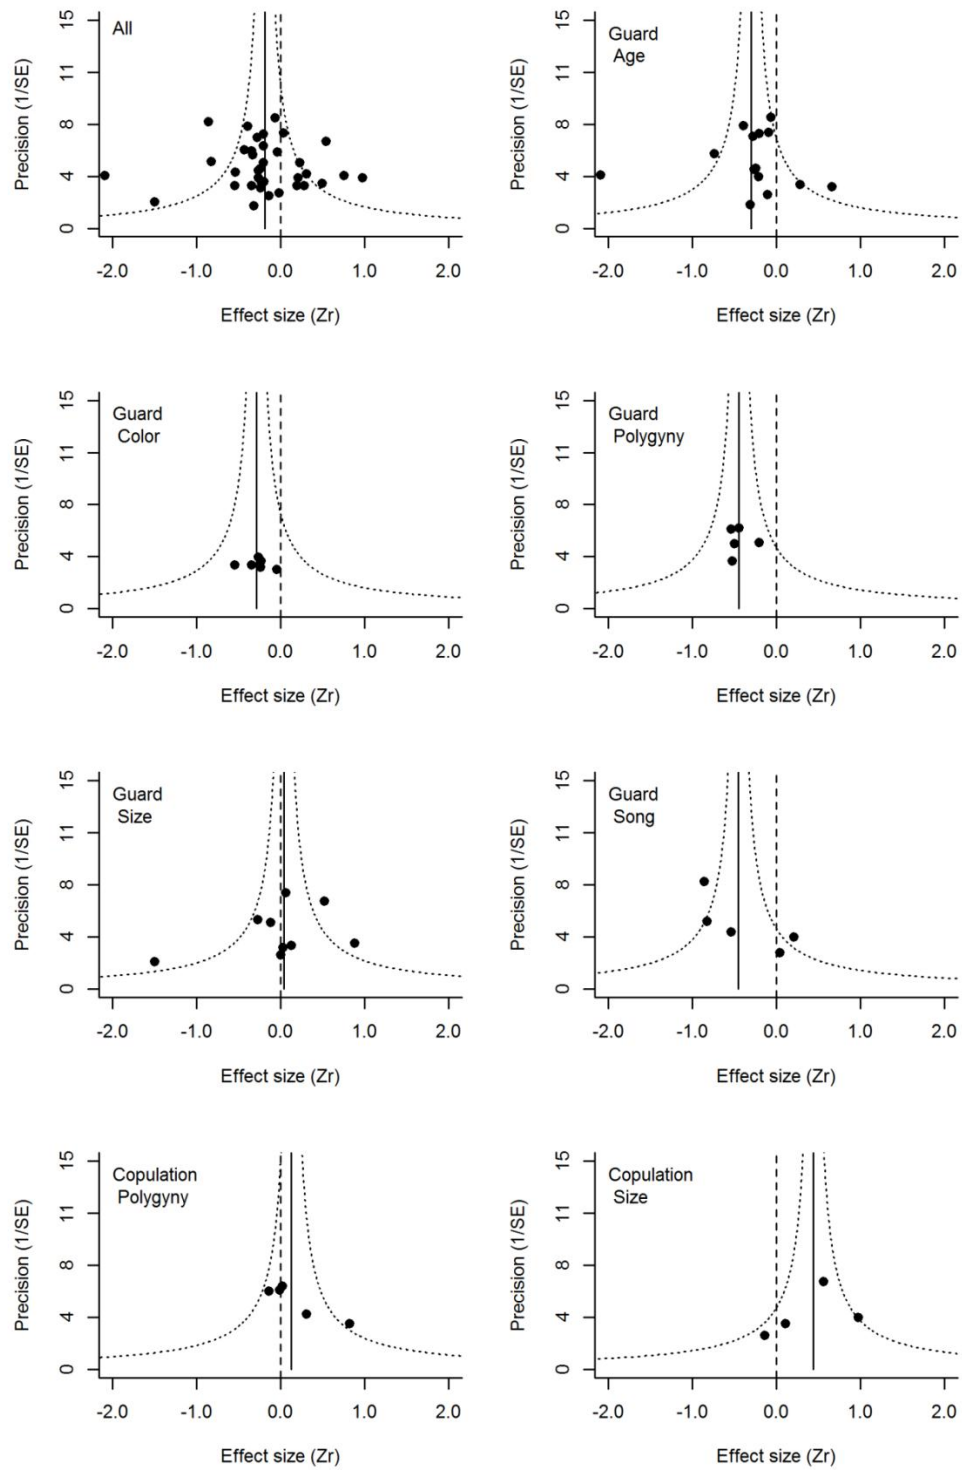 All
Precision (1/SE)
15
11
8
4
0
-2.0 -1.0 0.0 1.0 2.0
Effect size (Zr)
Guard
Age
Precision (1/SE)
15
11
8
4
0
-2.0 -1.0 0.0 1.0 2.0
Effect size (Zr)
Guard
Color
Precision (1/SE)
15
11
8
4
0
-2.0 -1.0 0.0 1.0 2.0
Effect size (Zr)
Guard
Polygyny
Precision (1/SE)
15
11
8
4
0
-2.0 -1.0 0.0 1.0 2.0
Effect size (Zr)
Guard
Size
Precision (1/SE)
15
11
8
4
0
-2.0 -1.0 0.0 1.0 2.0
Effect size (Zr)
Guard
Song
Precision (1/SE)
15
11
8
4
0
-2.0 -1.0 0.0 1.0 2.0
Effect size (Zr)
Copulation
Polygyny
Precision (1/SE)
15
11
8
4
0
-2.0 -1.0 0.0 1.0 2.0
Effect size (Zr)
Copulation
Size
Precision (1/SE)
15
11
8
4
0
-2.0 -1.0 0.0 1.0 2.0
Effect size (Zr)